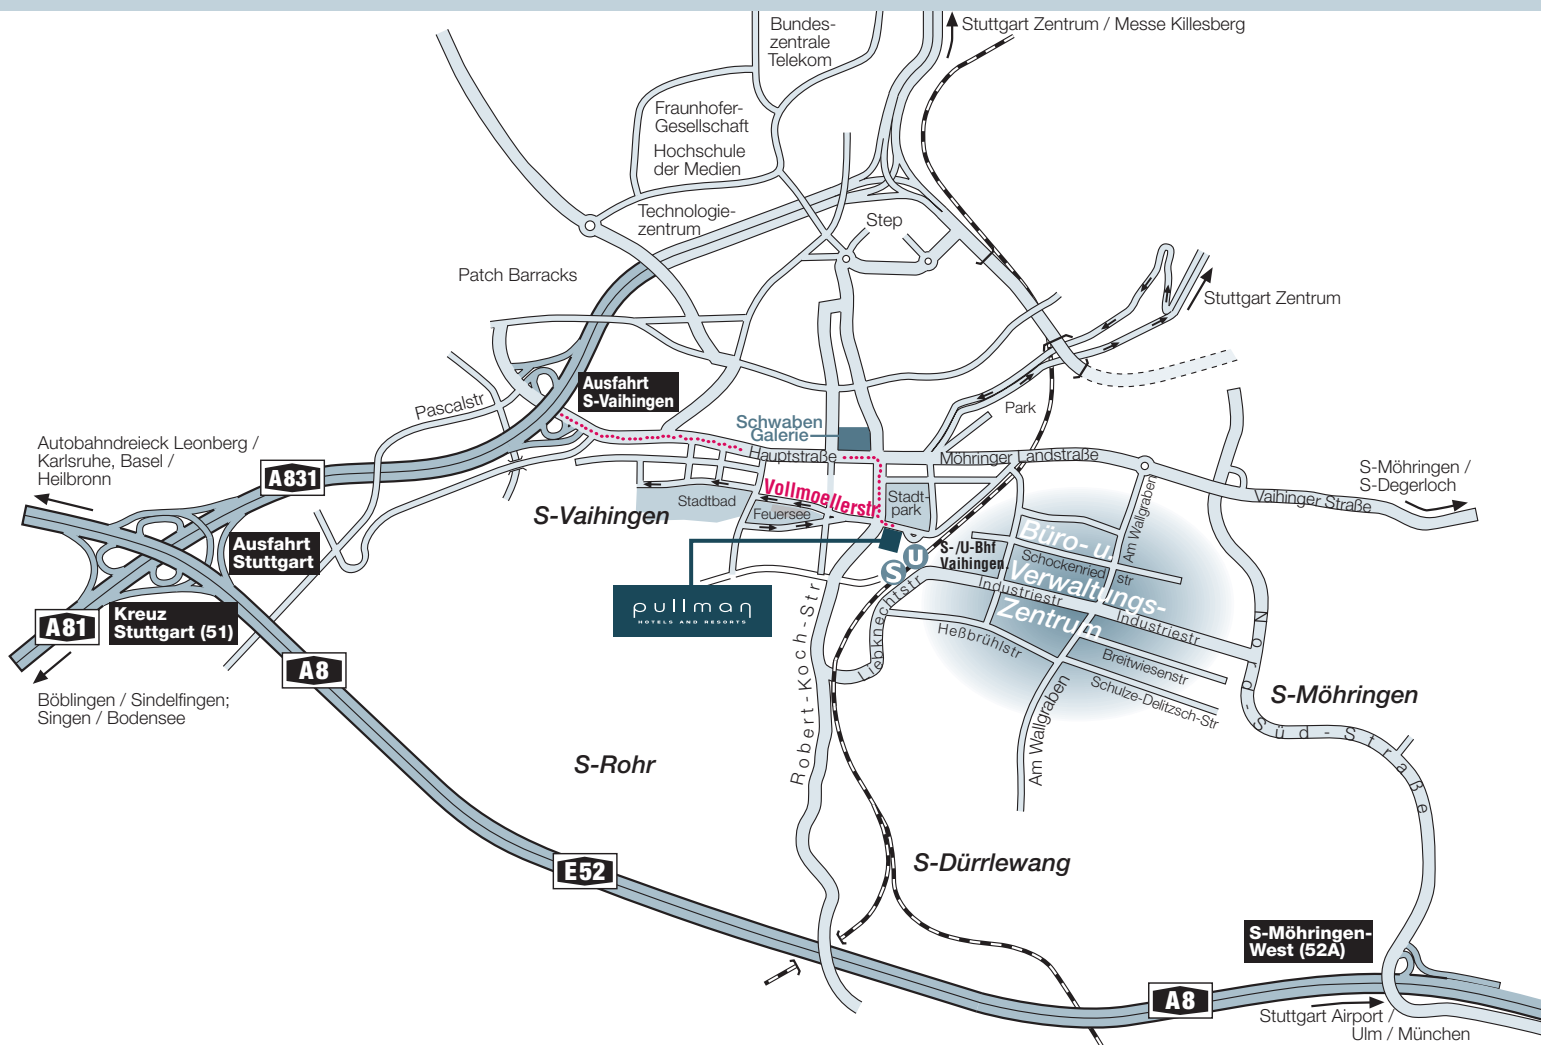 Bundes-
zentrale
Telekom
Stuttgart Zentrum / Messe Killesberg
Fraunhofer-
Gesellschaft
Hochschule
der Medien
Technologie-
zentrum
Step
Patch Barracks
Stuttgart Zentrum
Ausfahrt
S-Vaihingen
Pascalstr
Schwaben
Galerie
Park
Hauptstraße
Möhringer Landstraße
Autobahndreieck Leonberg /
Karlsruhe, Basel /
Heilbronn
A831
S-Möhringen /
S-Degerloch
Vaihinger Straße
Stadtbad
Vollmoellerstr
Feuersee
Stadt-
park
S-Vaihingen
Am Wallgraben
Büro- u.
Verwaltungs-
Zentrum
Ausfahrt
Stuttgart
S-/U-Bhf
Vaihingen
U
S
Schockenried str
Industriestr
Industriestr
pullman
HOTELS AND RESORTS
Kreuz
Stuttgart (51)
A81
A8
Liebknechtstr
Heßbrühlstr
Breitwiesenstr
Schulze-Delitzsch-Str
Robert-Koch-Str
Am Wallgraben
Nord-Süd-Straße
S-Möhringen
Böblingen / Sindelfingen;
Singen / Bodensee
S-Rohr
E52
S-Dürrlewang
S-Möhringen-
West (52A)
A8
Stuttgart Airport /
Ulm / München